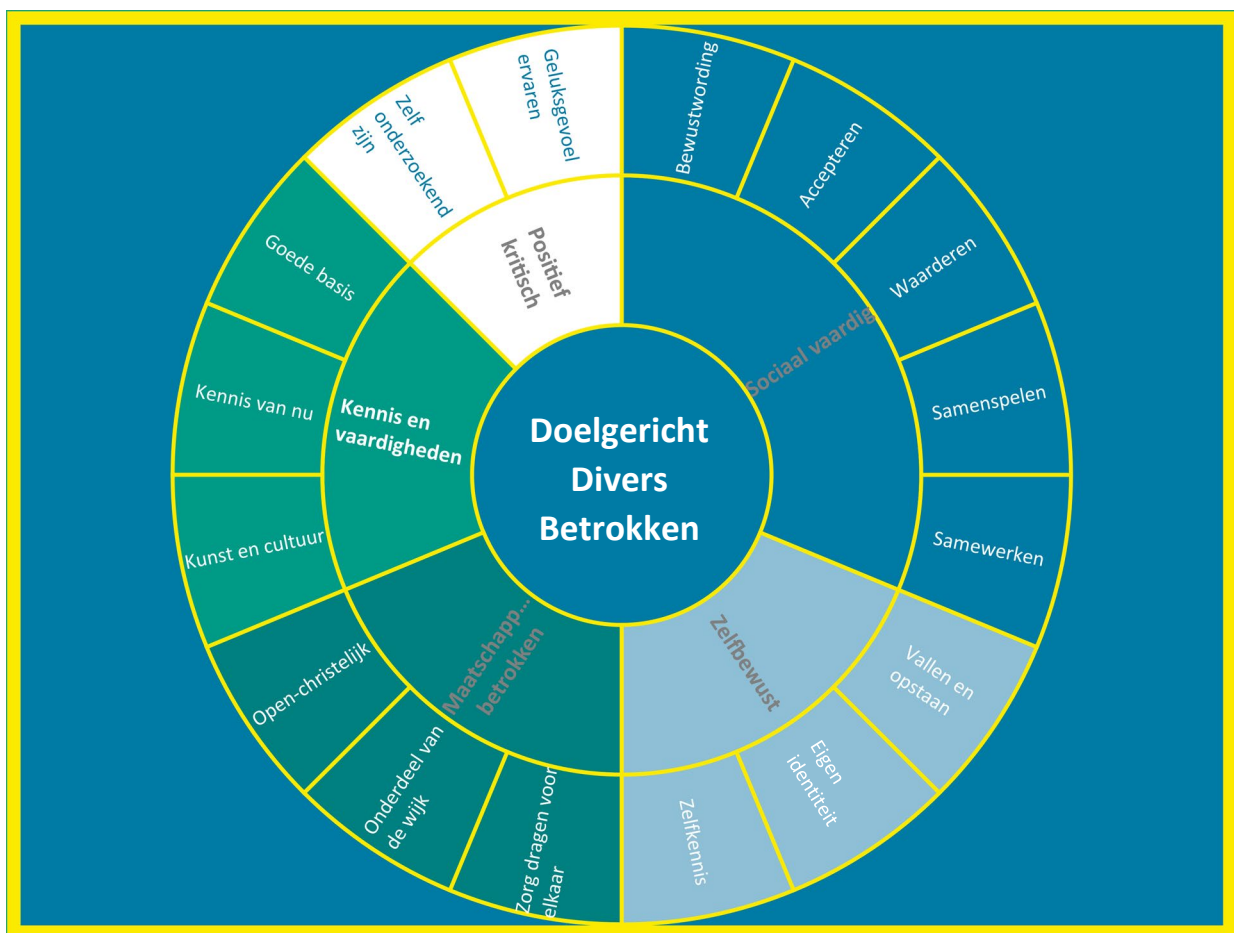 Doelgericht
Divers
Betrokken
Sociaal vaardig
Bewustwording
Accepteren
Waarderen
Samenspelen
Samewerken
Zelfbewust
Vallen en
opstaan
Eigen
identiteit
Zelfkennis
Maatschapp...
betrokken
Zorg dragen voor
elkaar
Onderdeel van
de wijk
Open-christelijk
Kennis en
vaardigheden
Kunst en cultuur
Kennis van nu
Goede basis
Positief
kritisch
Zelf
onderzoekend
zijn
Geluksgevoel
ervaren